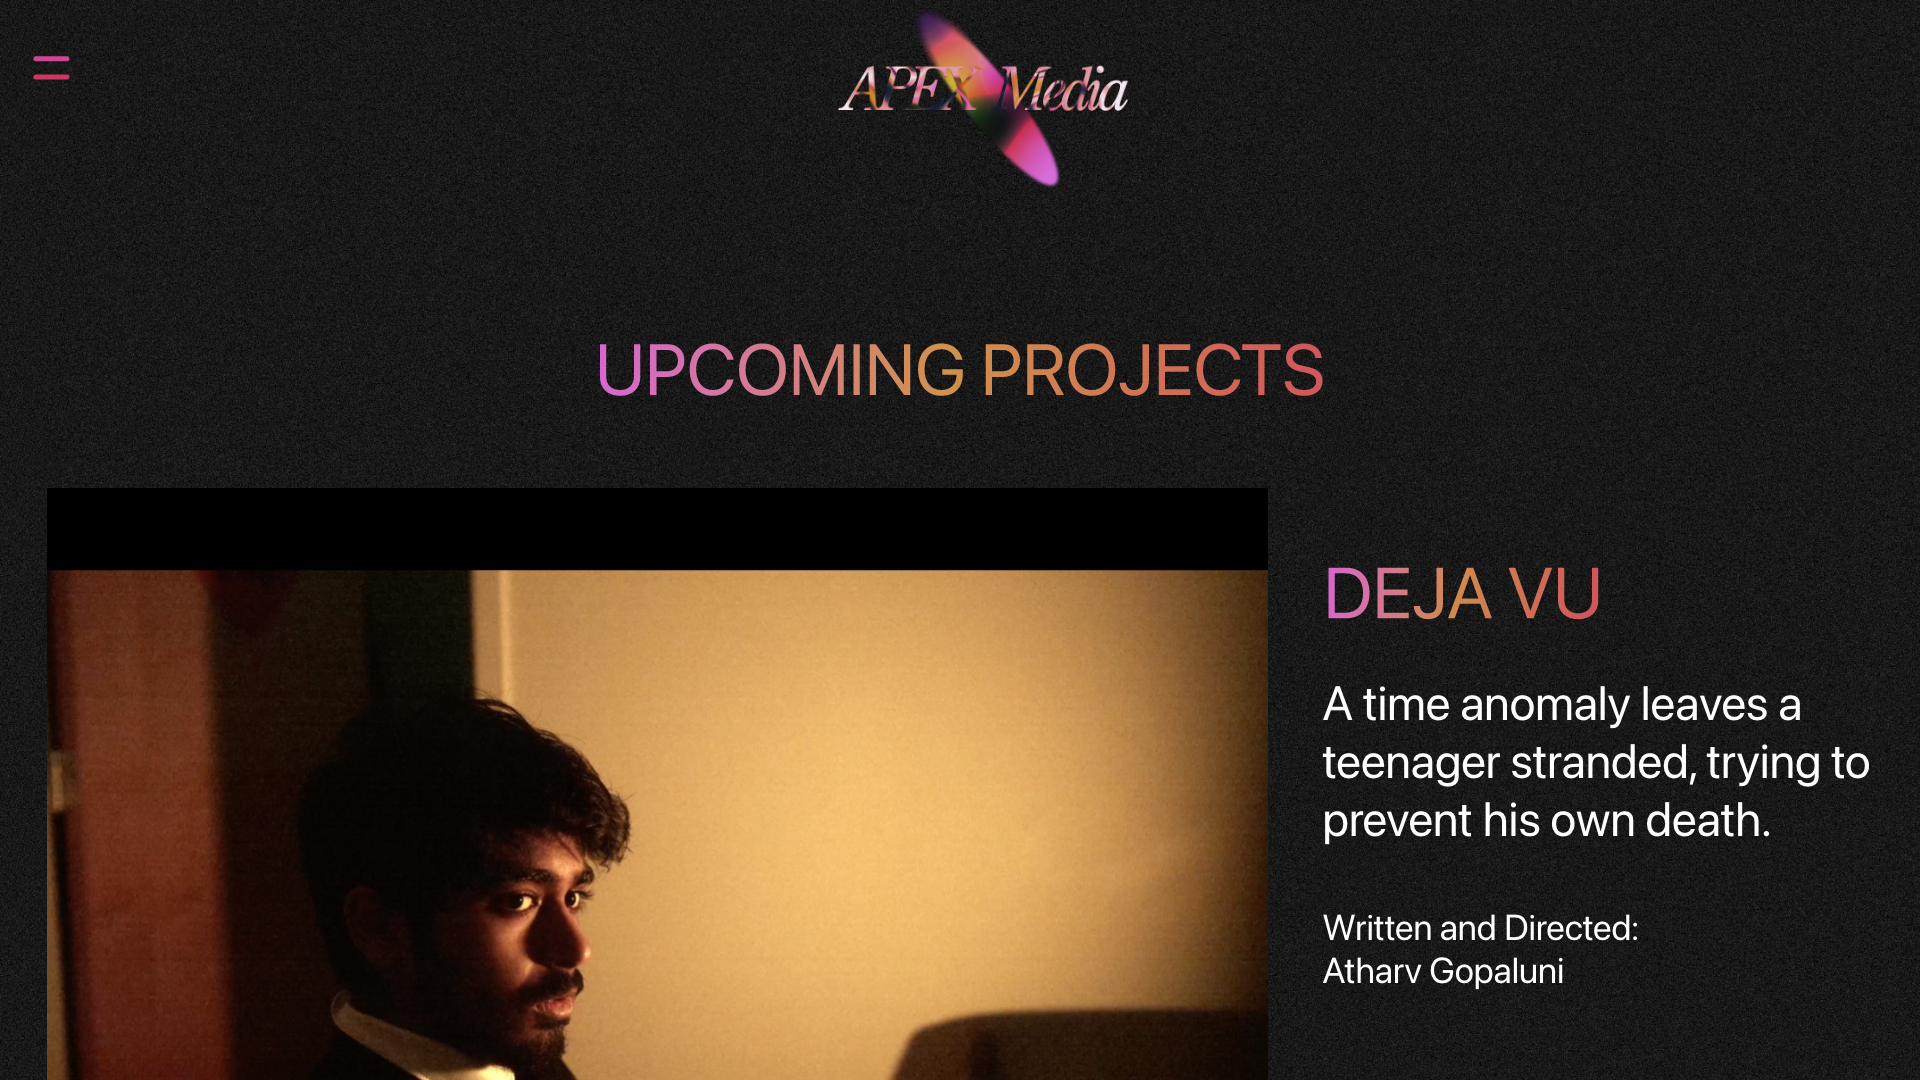 APEX Media
UPCOMING PROJECTS
DEJA VU
A time anomaly leaves a
teenager stranded, trying to
prevent his own death.
Written and Directed:
Atharv Gopaluni